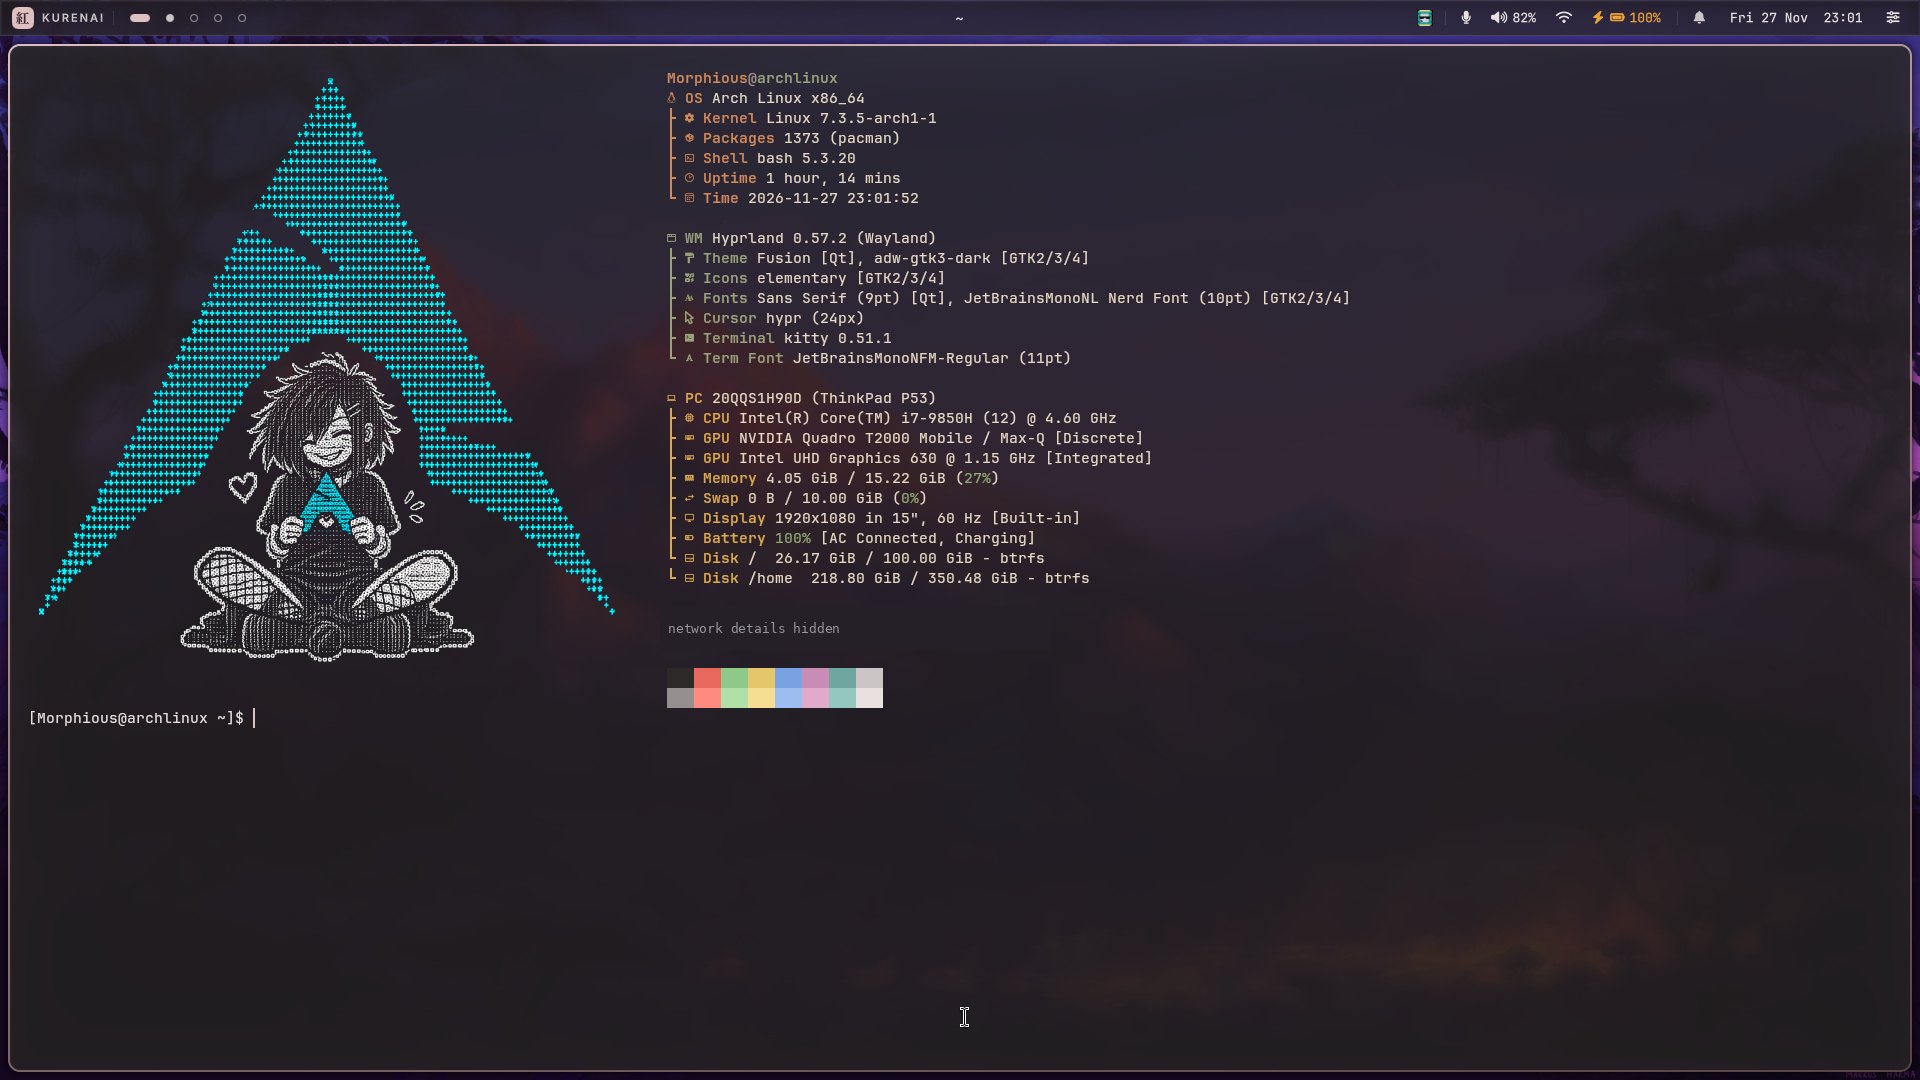 紅 KURENAI ~ 82% 100% Fri 27 Nov 23:01
Morphious@archlinux
OS Arch Linux x86_64
Kernel Linux 7.3.5-arch1-1
Packages 1373 (pacman)
Shell bash 5.3.20
Uptime 1 hour, 14 mins
Time 2026-11-27 23:01:52
WM Hyprland 0.57.2 (Wayland)
Theme Fusion [Qt], adw-gtk3-dark [GTK2/3/4]
Icons elementary [GTK2/3/4]
Fonts Sans Serif (9pt) [Qt], JetBrainsMonoNL Nerd Font (10pt) [GTK2/3/4]
Cursor hypr (24px)
Terminal kitty 0.51.1
Term Font JetBrainsMonoNFM-Regular (11pt)
PC 20QQS1H90D (ThinkPad P53)
CPU Intel(R) Core(TM) i7-9850H (12) @ 4.60 GHz
GPU NVIDIA Quadro T2000 Mobile / Max-Q [Discrete]
GPU Intel UHD Graphics 630 @ 1.15 GHz [Integrated]
Memory 4.05 GiB / 15.22 GiB (27%)
Swap 0 B / 10.00 GiB (0%)
Display 1920x1080 in 15", 60 Hz [Built-in]
Battery 100% [AC Connected, Charging]
Disk / 26.17 GiB / 100.00 GiB - btrfs
Disk /home 218.80 GiB / 350.48 GiB - btrfs
network details hidden
[Morphious@archlinux ~]$